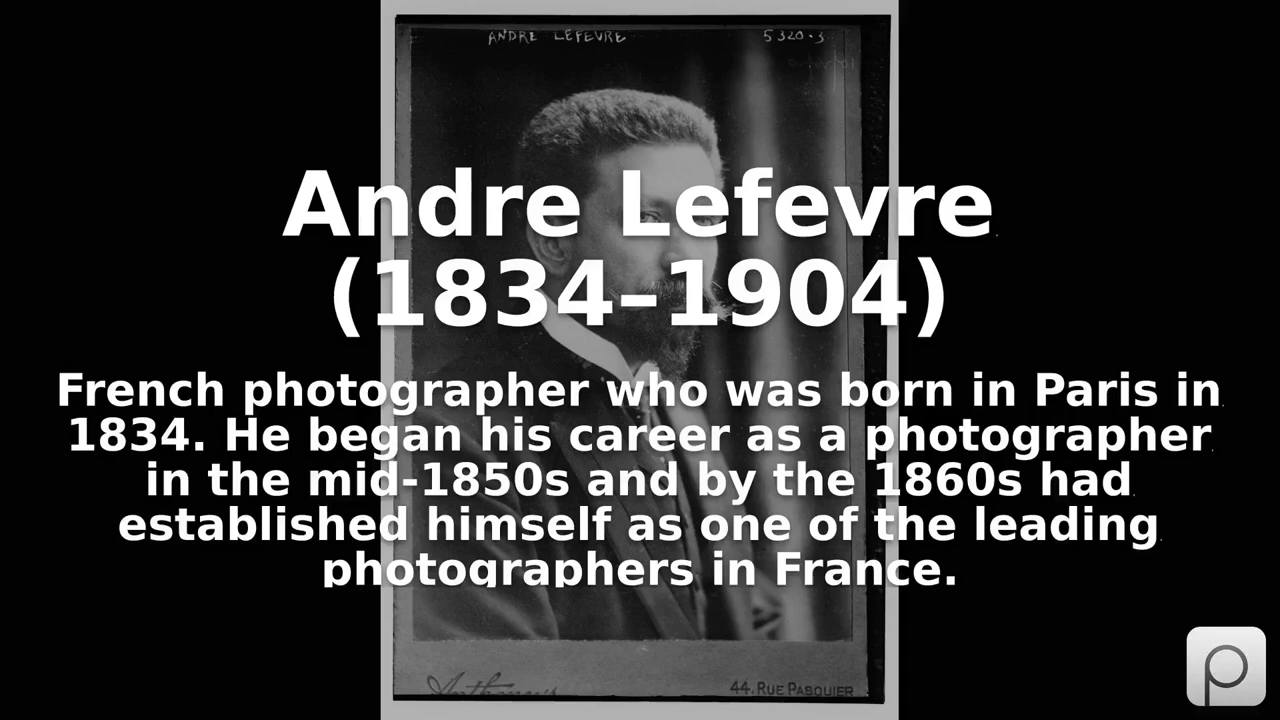 ANDRE LEFEVRE 5320-3
Andre Lefevre
(1834–1904)
French photographer who was born in Paris in
1834. He began his career as a photographer
in the mid-1850s and by the 1860s had
established himself as one of the leading
photographers in France.
44, RUE PASQUIER